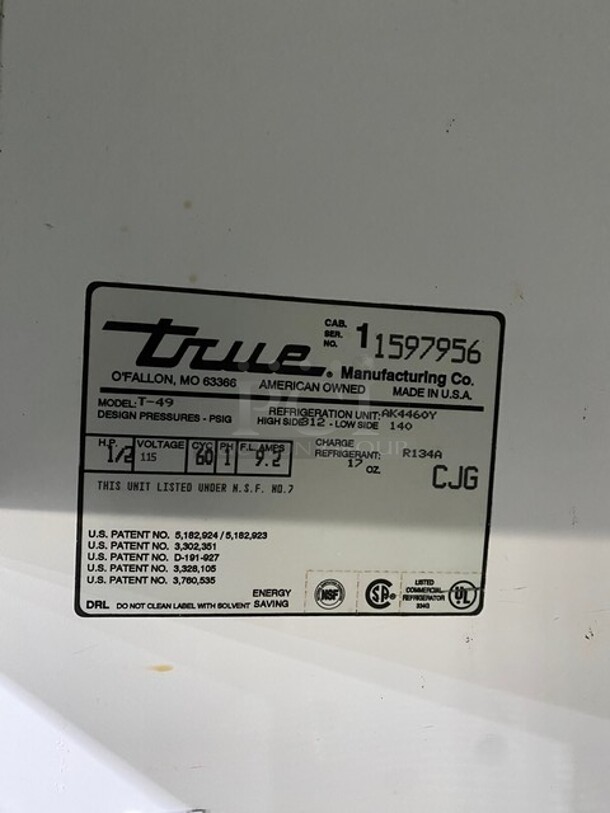 true.
CAB. SER. NO. 11597956
Manufacturing Co.
O'FALLON, MO 63366 AMERICAN OWNED MADE IN U.S.A.
MODEL: T-49 REFRIGERATION UNIT: AK4460Y
DESIGN PRESSURES - PSIG HIGH SIDE 312 - LOW SIDE 140
H.P. 1/2 VOLTAGE 115 CYC 60 PH 1 F.L. AMPS 9.2
CHARGE REFRIGERANT: R134A
17 OZ.
CJG
THIS UNIT LISTED UNDER N.S.F. NO.7
U.S. PATENT NO. 5,182,924 / 5,182,923
U.S. PATENT NO. 3,302,351
U.S. PATENT NO. D-191-927
U.S. PATENT NO. 3,328,105
U.S. PATENT NO. 3,760,535
DRL DO NOT CLEAN LABEL WITH SOLVENT ENERGY SAVING
NSF
SA
LISTED COMMERCIAL REFRIGERATOR
UL